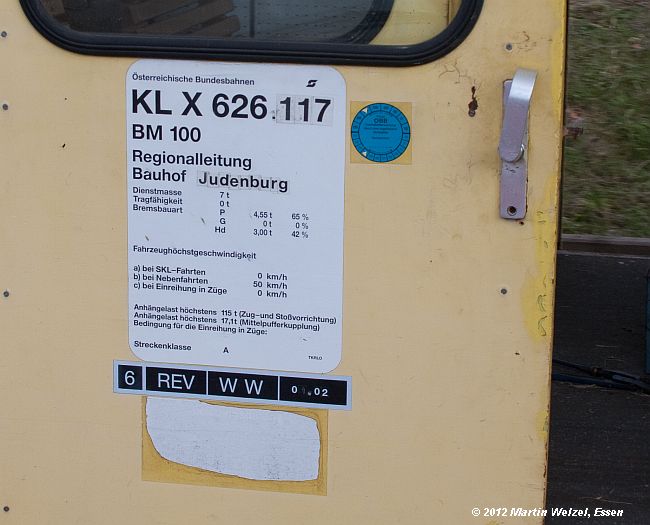 Österreichische Bundesbahnen
KL X 626.117
BM 100
Regionalleitung
Bauhof Judenburg
Dienstmasse 7 t
Tragfähigkeit 0 t
Bremsbauart P 4,55 t 65 %
G 0 t 0 %
Hd 3,00 t 42 %
Fahrzeughöchstgeschwindigkeit
a) bei SKL-Fahrten 0 km/h
b) bei Nebenfahrten 50 km/h
c) bei Einreihung in Züge 0 km/h
Anhängelast höchstens 115 t (Zug-und Stoßvorrichtung)
Anhängelast höchstens 17,1 t (Mittelpufferkupplung)
Bedingung für die Einreihung in Züge:
Streckenklasse A
ÖBB
6 REV W W
© 2012 Martin Welzel, Essen